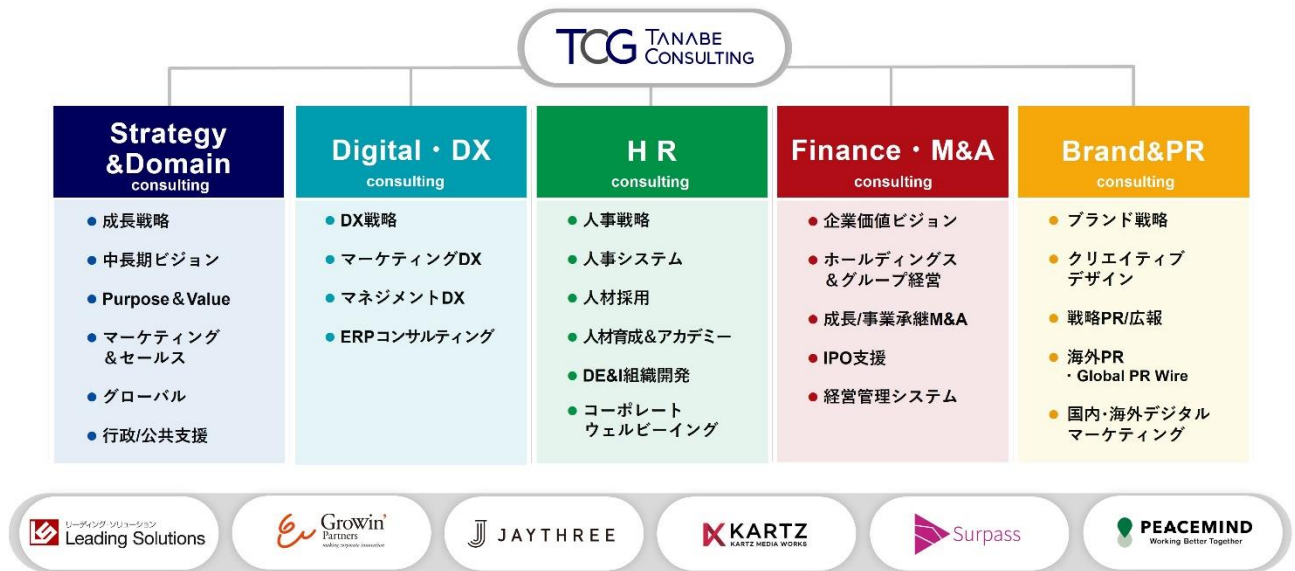 TCG TANABE
CONSULTING
Strategy
&Domain
consulting
成長戦略
中長期ビジョン
Purpose&Value
マーケティング
&セールス
グローバル
行政/公共支援
Digital・DX
consulting
DX戦略
マーケティングDX
マネジメントDX
ERPコンサルティング
HR
consulting
人事戦略
人事システム
人材採用
人材育成&アカデミー
DE&I組織開発
コーポレート
ウェルビーイング
Finance・M&A
consulting
企業価値ビジョン
ホールディングス
&グループ経営
成長/事業承継M&A
IPO支援
経営管理システム
Brand&PR
consulting
ブランド戦略
クリエイティブ
デザイン
戦略PR/広報
海外PR
・Global PR Wire
国内・海外デジタル
マーケティング
リーディング・ソリューション
Leading Solutions
GroWin'
Partners
making corporate innovation
JAYTHREE
KARTZ
KARTZ MEDIA WORKS
Surpass
PEACEMIND
Working Better Together